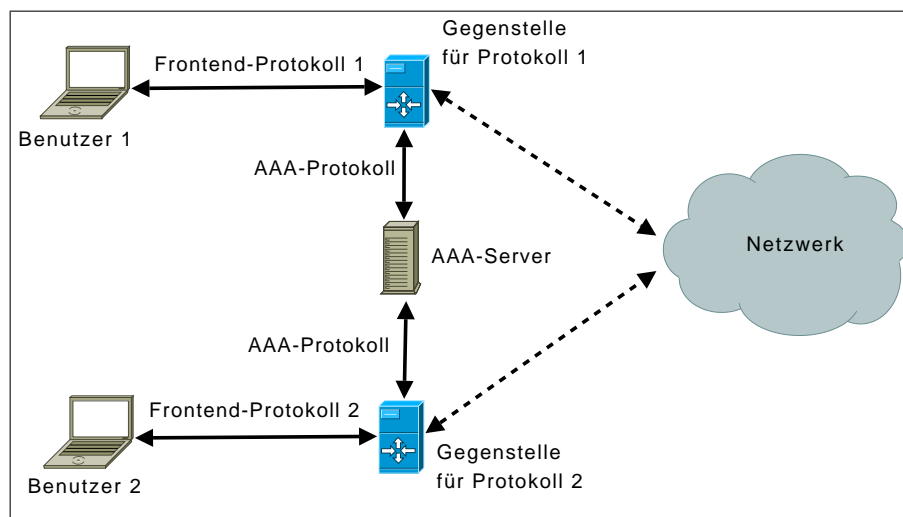 Gegenstelle
für Protokoll 1
Frontend-Protokoll 1
Benutzer 1
AAA-Protokoll
Netzwerk
AAA-Server
AAA-Protokoll
Frontend-Protokoll 2
Gegenstelle
für Protokoll 2
Benutzer 2